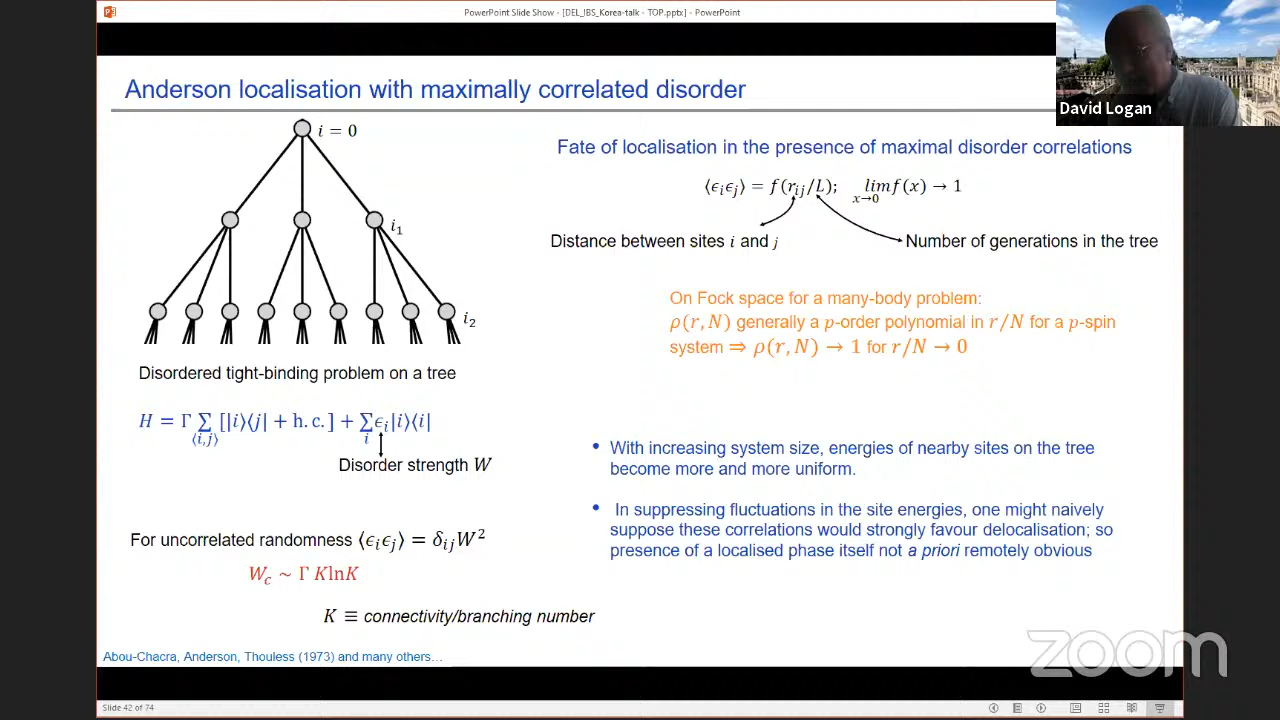 PowerPoint Slide Show - [DEL_IBS_Korea-talk - TOP.pptx] - PowerPoint
David Logan
Anderson localisation with maximally correlated disorder
i = 0
i₁
i₂
Disordered tight-binding problem on a tree
H = Γ ∑⟨i,j⟩ [|i⟩⟨j| + h.c.] + ∑i ϵᵢ|i⟩⟨i|
Disorder strength W
For uncorrelated randomness ⟨ϵᵢϵⱼ⟩ = δᵢⱼW²
W_c ~ Γ KlnK
K ≡ connectivity/branching number
Abou-Chacra, Anderson, Thouless (1973) and many others…
Fate of localisation in the presence of maximal disorder correlations
⟨ϵᵢϵⱼ⟩ = f(rᵢⱼ/L); lim x→0 f(x) → 1
Distance between sites i and j
Number of generations in the tree
On Fock space for a many-body problem:
ρ(r, N) generally a p-order polynomial in r/N for a p-spin
system ⟹ ρ(r, N) → 1 for r/N → 0
• With increasing system size, energies of nearby sites on the tree
become more and more uniform.
• In suppressing fluctuations in the site energies, one might naively
suppose these correlations would strongly favour delocalisation; so
presence of a localised phase itself not a priori remotely obvious
zoom
Slide 42 of 74